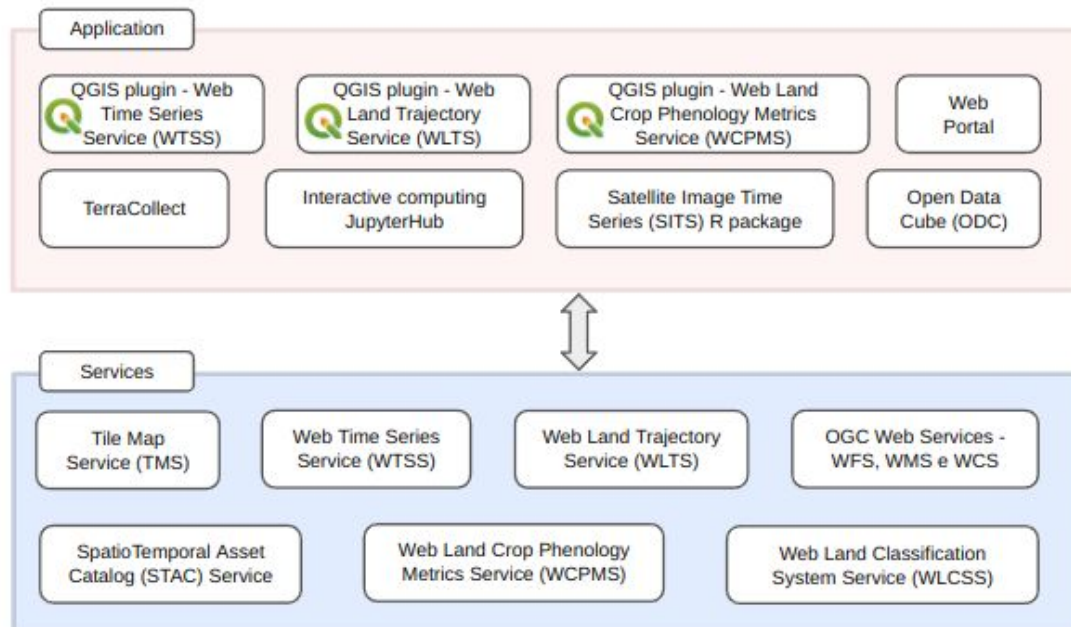 Application
QGIS plugin - Web
Time Series
Service (WTSS)
QGIS plugin - Web
Land Trajectory
Service (WLTS)
QGIS plugin - Web Land
Crop Phenology Metrics
Service (WCPMS)
Web
Portal
TerraCollect
Interactive computing
JupyterHub
Satellite Image Time
Series (SITS) R package
Open Data
Cube (ODC)
Services
Tile Map
Service (TMS)
Web Time Series
Service (WTSS)
Web Land Trajectory
Service (WLTS)
OGC Web Services -
WFS, WMS e WCS
SpatioTemporal Asset
Catalog (STAC) Service
Web Land Crop Phenology
Metrics Service (WCPMS)
Web Land Classification
System Service (WLCSS)